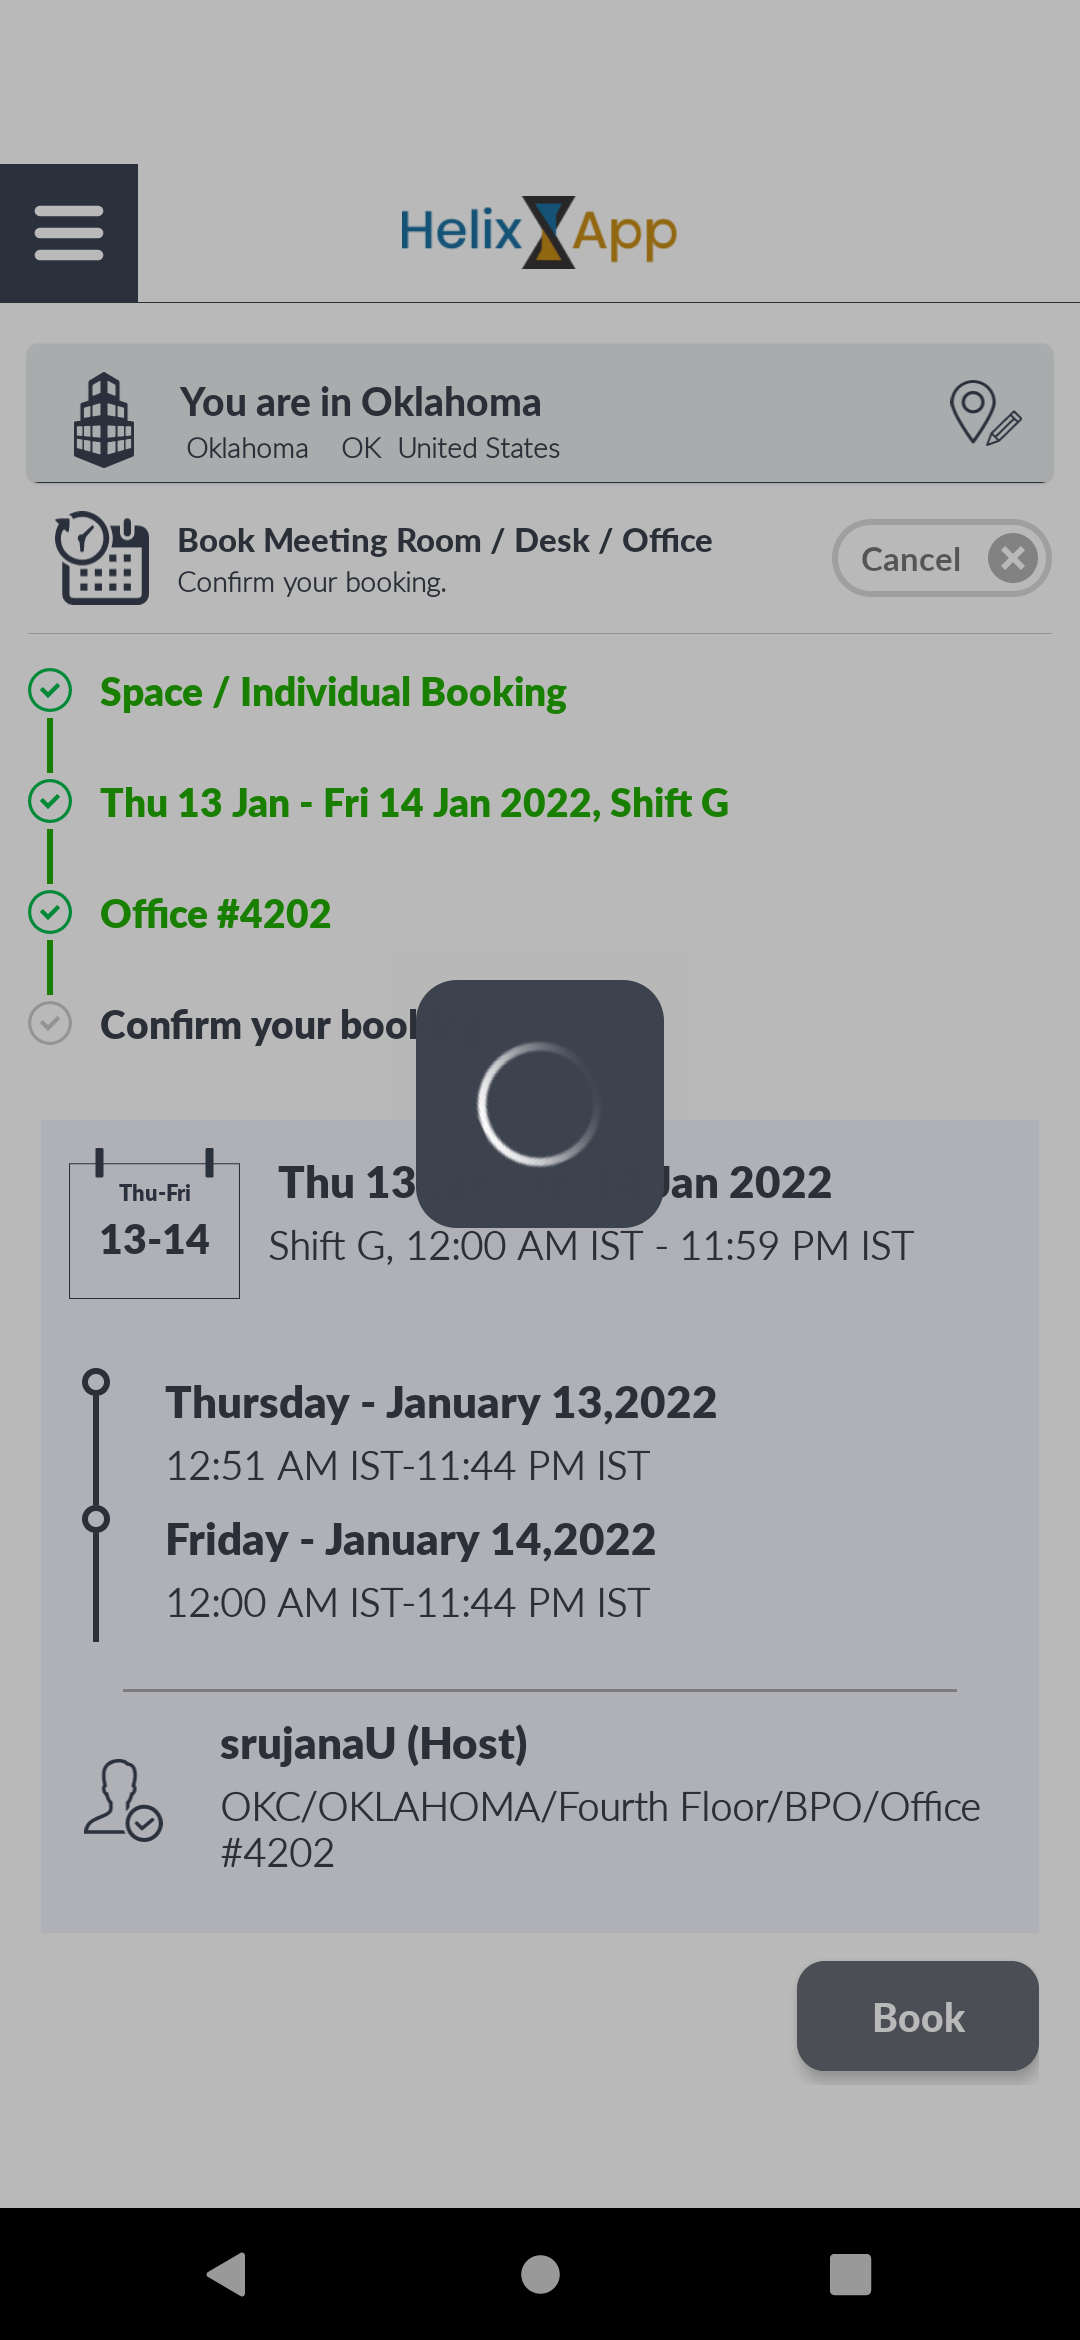 Helix App
You are in Oklahoma
Oklahoma OK United States
Book Meeting Room / Desk / Office
Confirm your booking.
Cancel
Space / Individual Booking
Thu 13 Jan - Fri 14 Jan 2022, Shift G
Office #4202
Confirm your booking
Thu-Fri
13-14
Thu 13 Jan - Fri 14 Jan 2022
Shift G, 12:00 AM IST - 11:59 PM IST
Thursday - January 13,2022
12:51 AM IST-11:44 PM IST
Friday - January 14,2022
12:00 AM IST-11:44 PM IST
srujanaU (Host)
OKC/OKLAHOMA/Fourth Floor/BPO/Office
#4202
Book